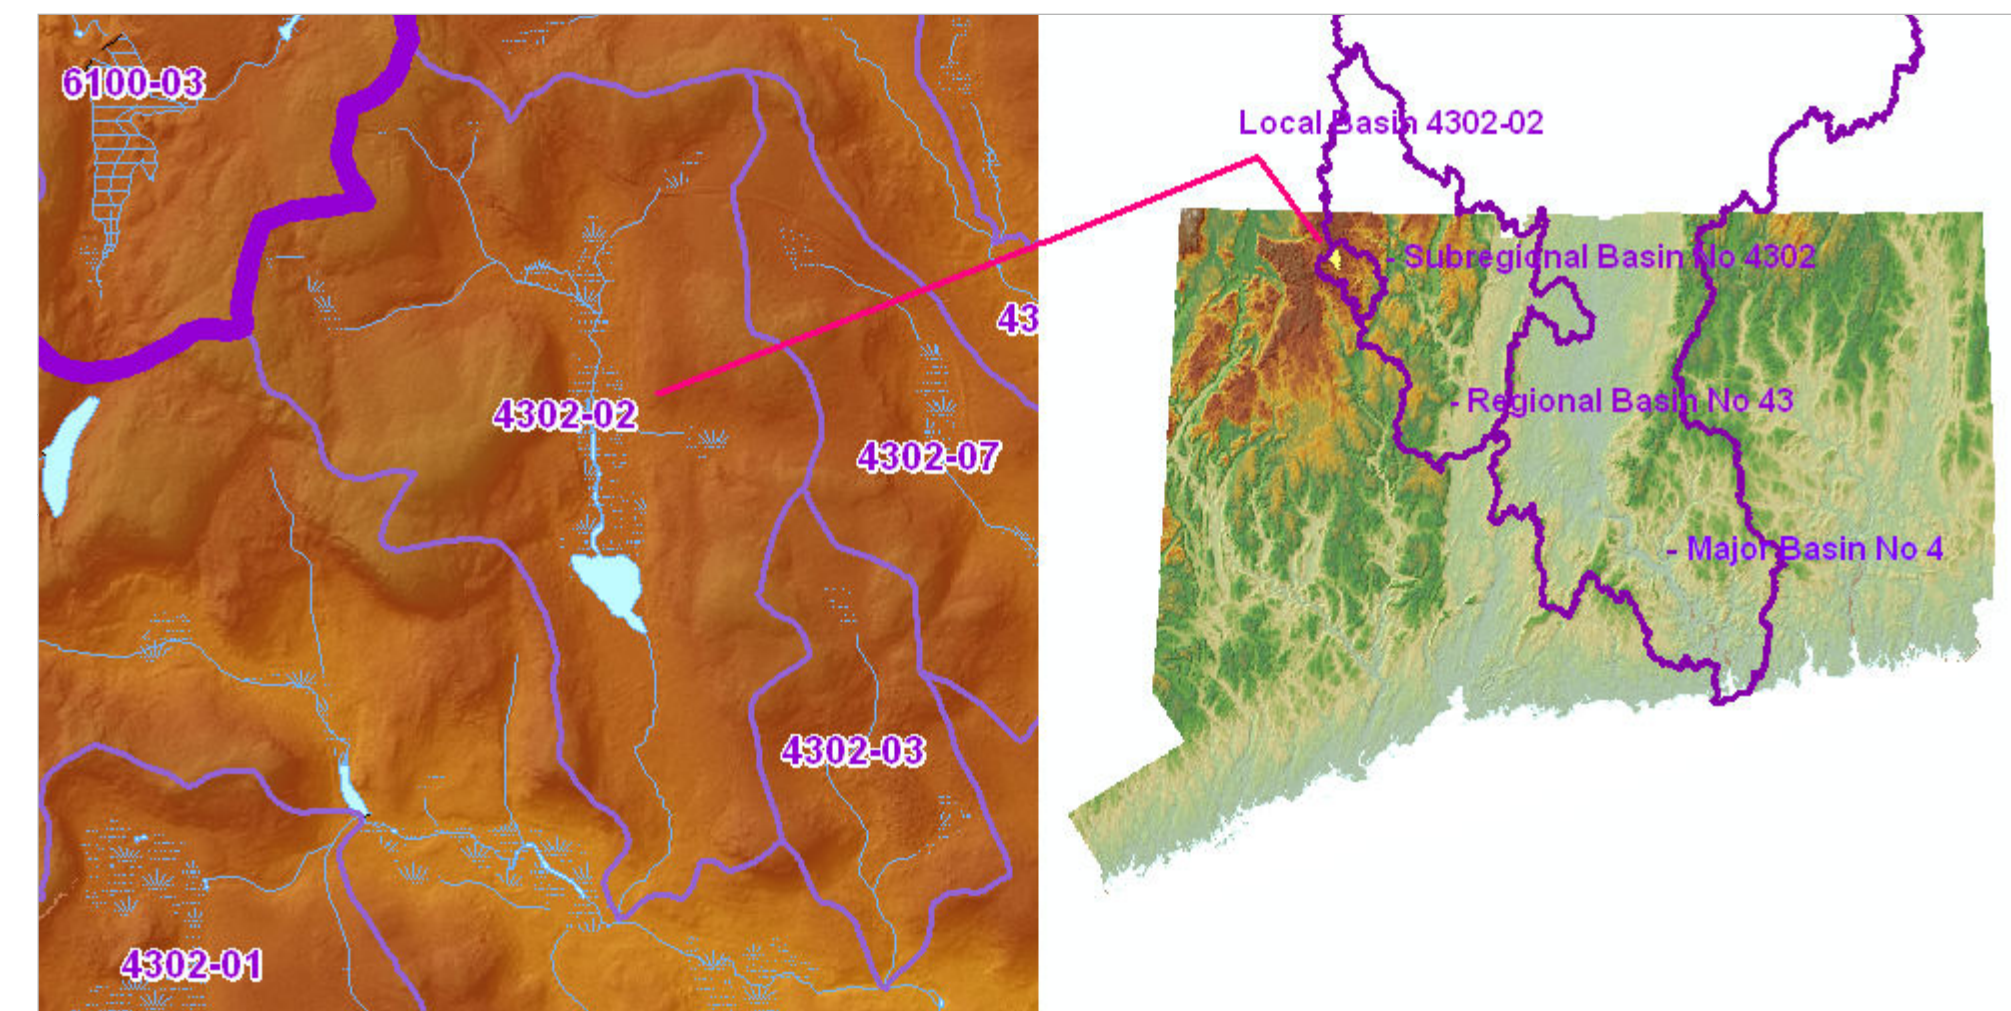 6100-03
43
4302-02
4302-07
4302-03
4302-01
Local Basin 4302-02
- Subregional Basin No 4302
- Regional Basin No 43
- Major Basin No 4